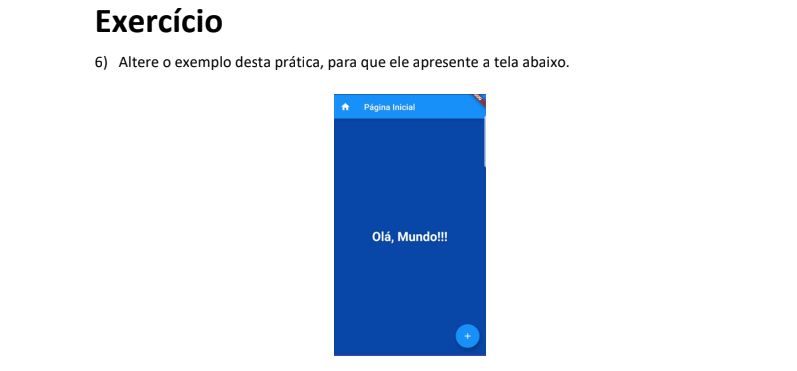 Exercício
6) Altere o exemplo desta prática, para que ele apresente a tela abaixo.
Página Inicial
Olá, Mundo!!!
+